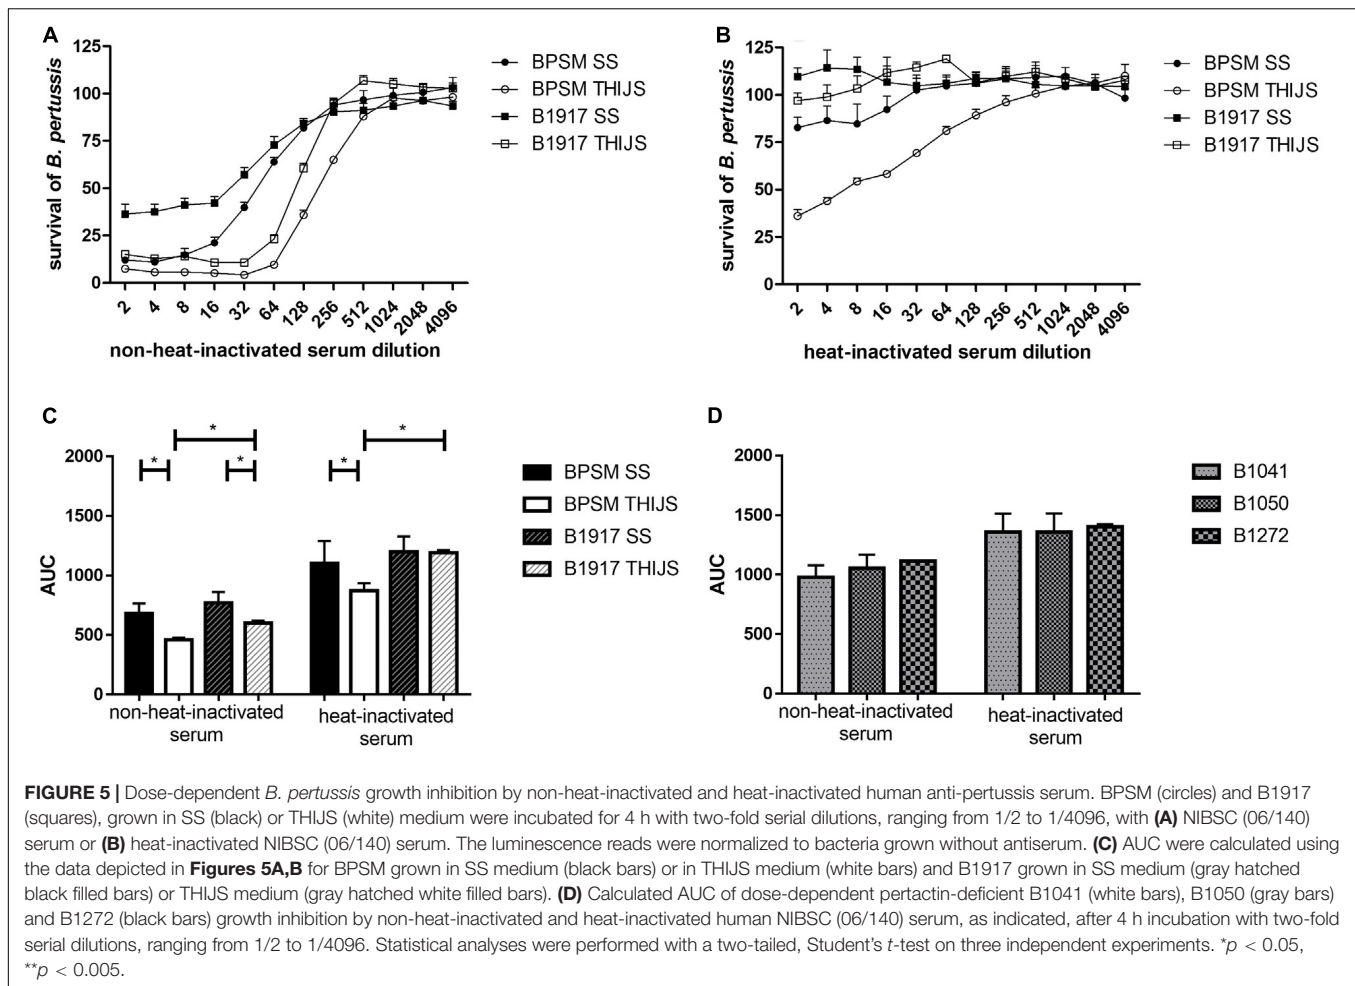 A
125
100
75
50
25
0
survival of B. pertussis
2 4 8 16 32 64 128 256 512 1024 2048 4096
non-heat-inactivated serum dilution
BPSM SS
BPSM THIJS
B1917 SS
B1917 THIJS
B
125
100
75
50
25
0
survival of B. pertussis
2 4 8 16 32 64 128 256 512 1024 2048 4096
heat-inactivated serum dilution
BPSM SS
BPSM THIJS
B1917 SS
B1917 THIJS
C
2000
1500
1000
500
0
AUC
*
* *
*
*
non-heat-inactivated
serum
heat-inactivated
serum
BPSM SS
BPSM THIJS
B1917 SS
B1917 THIJS
D
2000
1500
1000
500
0
AUC
non-heat-inactivated
serum
heat-inactivated
serum
B1041
B1050
B1272
FIGURE 5 | Dose-dependent B. pertussis growth inhibition by non-heat-inactivated and heat-inactivated human anti-pertussis serum. BPSM (circles) and B1917
(squares), grown in SS (black) or THIJS (white) medium were incubated for 4 h with two-fold serial dilutions, ranging from 1/2 to 1/4096, with (A) NIBSC (06/140)
serum or (B) heat-inactivated NIBSC (06/140) serum. The luminescence reads were normalized to bacteria grown without antiserum. (C) AUC were calculated using
the data depicted in Figures 5A,B for BPSM grown in SS medium (black bars) or in THIJS medium (white bars) and B1917 grown in SS medium (gray hatched
black filled bars) or THIJS medium (gray hatched white filled bars). (D) Calculated AUC of dose-dependent pertactin-deficient B1041 (white bars), B1050 (gray bars)
and B1272 (black bars) growth inhibition by non-heat-inactivated and heat-inactivated human NIBSC (06/140) serum, as indicated, after 4 h incubation with two-fold
serial dilutions, ranging from 1/2 to 1/4096. Statistical analyses were performed with a two-tailed, Student's t-test on three independent experiments. *p < 0.05,
**p < 0.005.